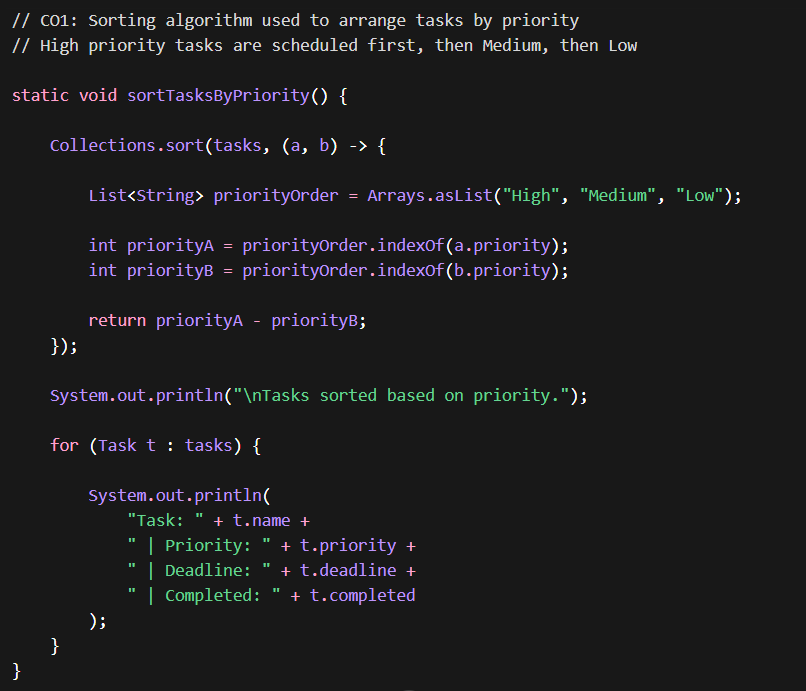 // CO1: Sorting algorithm used to arrange tasks by priority
// High priority tasks are scheduled first, then Medium, then Low

static void sortTasksByPriority() {

    Collections.sort(tasks, (a, b) -> {

        List<String> priorityOrder = Arrays.asList("High", "Medium", "Low");

        int priorityA = priorityOrder.indexOf(a.priority);
        int priorityB = priorityOrder.indexOf(b.priority);

        return priorityA - priorityB;
    });

    System.out.println("\nTasks sorted based on priority.");

    for (Task t : tasks) {

        System.out.println(
            "Task: " + t.name +
            " | Priority: " + t.priority +
            " | Deadline: " + t.deadline +
            " | Completed: " + t.completed
        );
    }
}